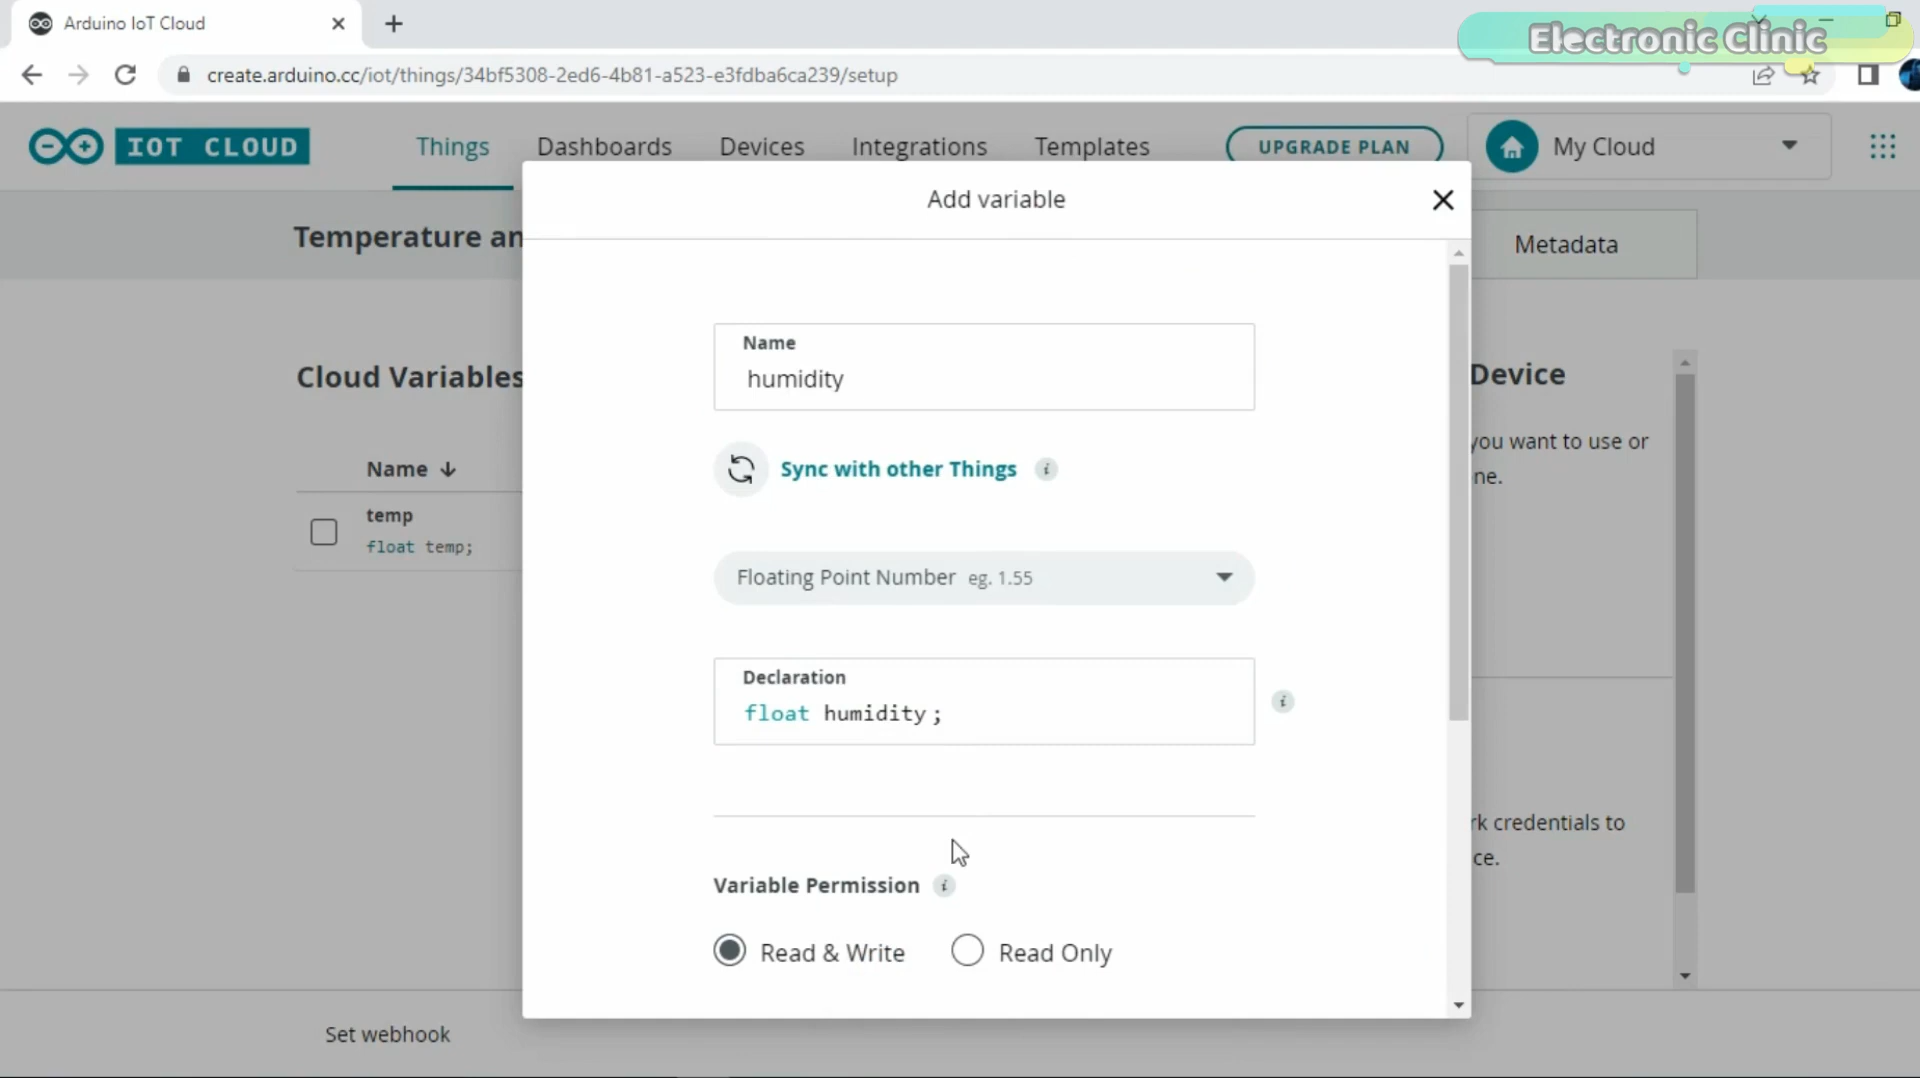 Arduino IoT Cloud
Electronic Clinic
create.arduino.cc/iot/things/34bf5308-2ed6-4b81-a523-e3fdba6ca239/setup
IOT CLOUD
Things
Dashboards
Devices
Integrations
Templates
UPGRADE PLAN
My Cloud
Add variable
Temperature an
Metadata
Name
humidity
Cloud Variables
Device
you want to use or
ne.
Name
Sync with other Things
temp
float temp;
Floating Point Number eg. 1.55
Declaration
float humidity ;
rk credentials to
ce.
Variable Permission
Read & Write
Read Only
Set webhook